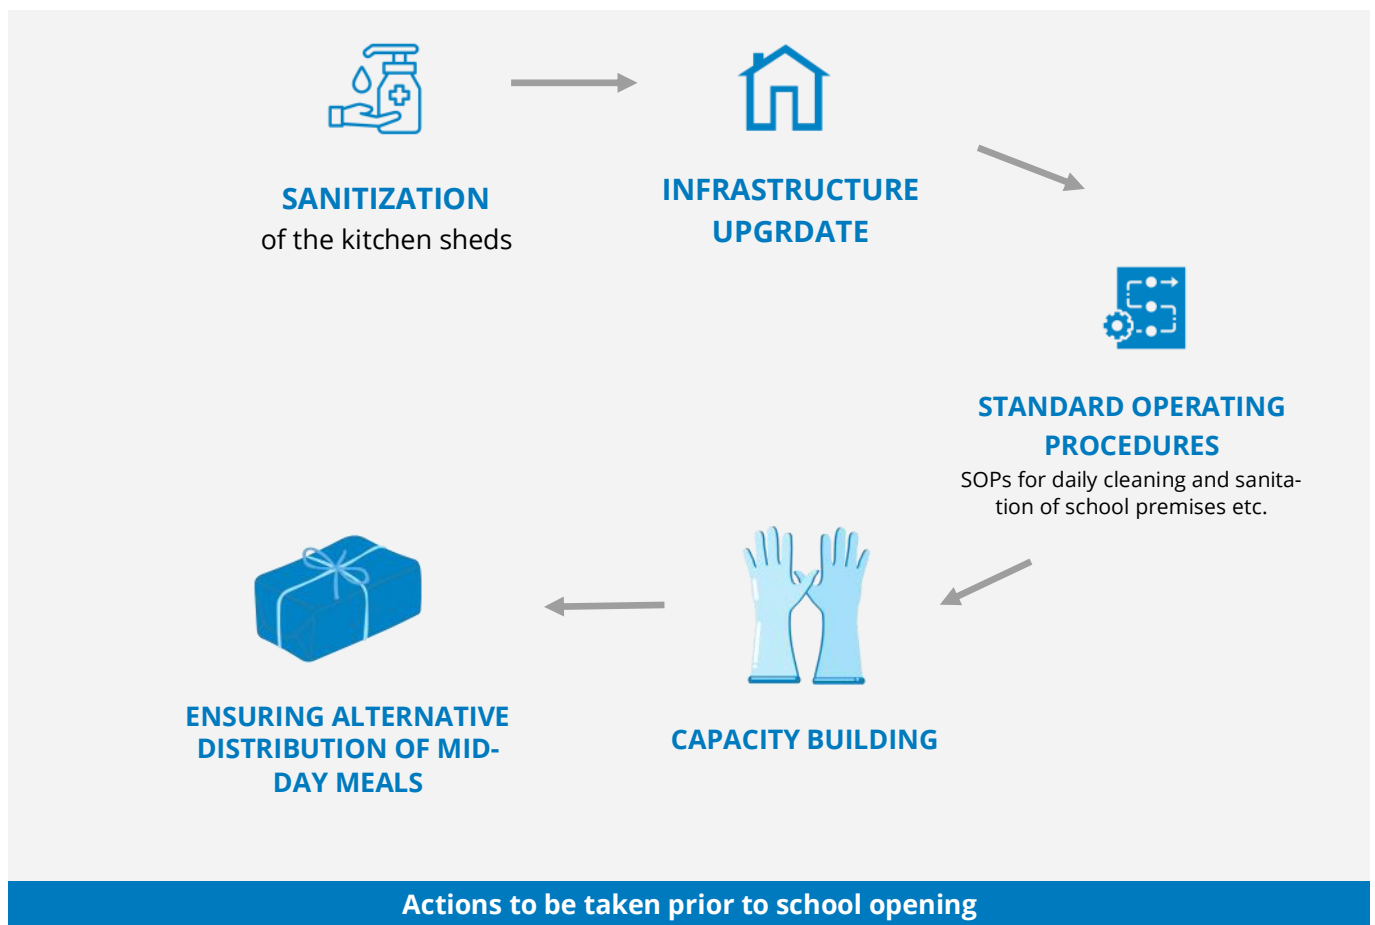 SANITIZATION
of the kitchen sheds
INFRASTRUCTURE
UPGRDATE
STANDARD OPERATING
PROCEDURES
SOPs for daily cleaning and sanita-
tion of school premises etc.
CAPACITY BUILDING
ENSURING ALTERNATIVE
DISTRIBUTION OF MID-
DAY MEALS
Actions to be taken prior to school opening